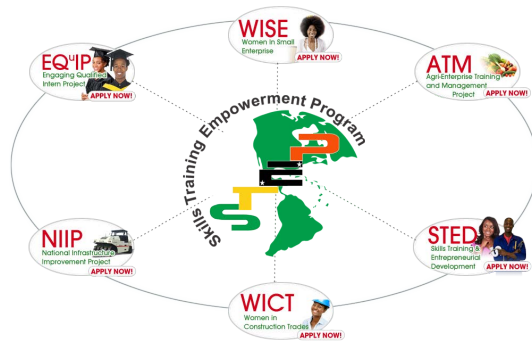 WISE
Women in Small
Enterprise
APPLY NOW!
EQuIP
Engaging Qualified
Intern Project
APPLY NOW!
ATM
Agri-Enterprise Training
and Management
Project
APPLY NOW!
Skills Training Empowerment Program
STEP
NIIP
National Infrastructure
Improvement Project
APPLY NOW!
STED
Skills Training &
Entrepreneurial
Development
APPLY NOW!
WICT
Women in
Construction Trades
APPLY NOW!